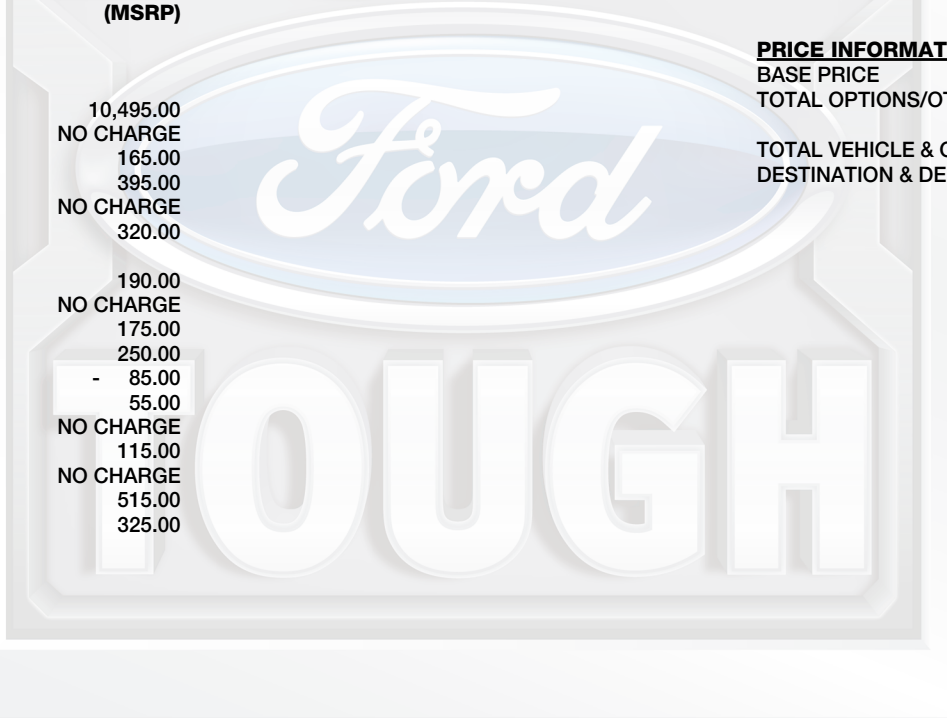 (MSRP)
10,495.00
NO CHARGE
165.00
395.00
NO CHARGE
320.00
190.00
NO CHARGE
175.00
250.00
- 85.00
55.00
NO CHARGE
115.00
NO CHARGE
515.00
325.00
PRICE INFORMAT
BASE PRICE
TOTAL OPTIONS/OT
TOTAL VEHICLE & O
DESTINATION & DE
Ford
TOUGH